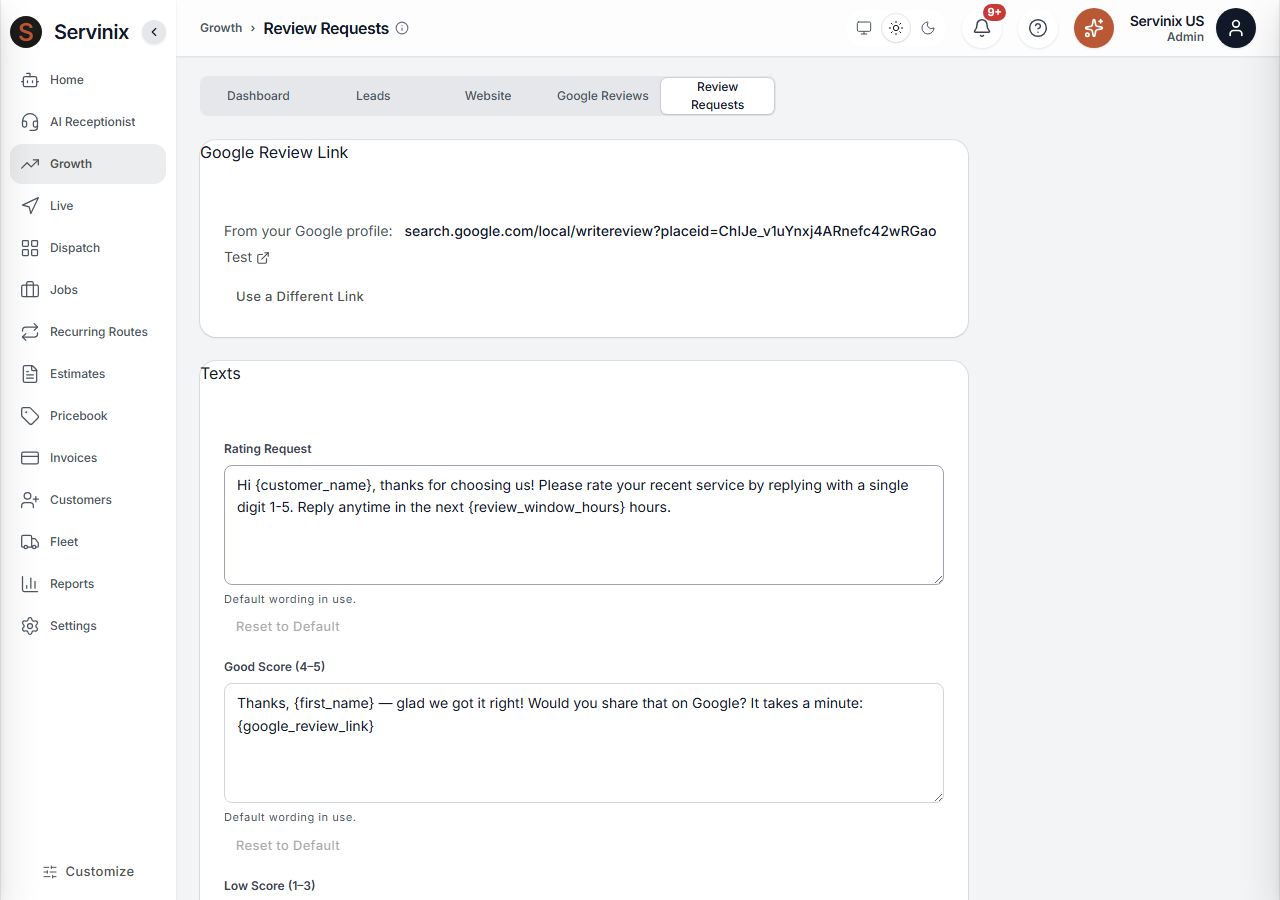 S Servinix
Growth › Review Requests
9+
Servinix US
Admin
Home
AI Receptionist
Growth
Live
Dispatch
Jobs
Recurring Routes
Estimates
Pricebook
Invoices
Customers
Fleet
Reports
Settings
Customize
Dashboard
Leads
Website
Google Reviews
Review
Requests
Google Review Link
From your Google profile: search.google.com/local/writereview?placeid=ChIJe_v1uYnxj4ARnefc42wRGao
Test
Use a Different Link
Texts
Rating Request
Hi {customer_name}, thanks for choosing us! Please rate your recent service by replying with a single
digit 1-5. Reply anytime in the next {review_window_hours} hours.
Default wording in use.
Reset to Default
Good Score (4–5)
Thanks, {first_name} — glad we got it right! Would you share that on Google? It takes a minute:
{google_review_link}
Default wording in use.
Reset to Default
Low Score (1–3)